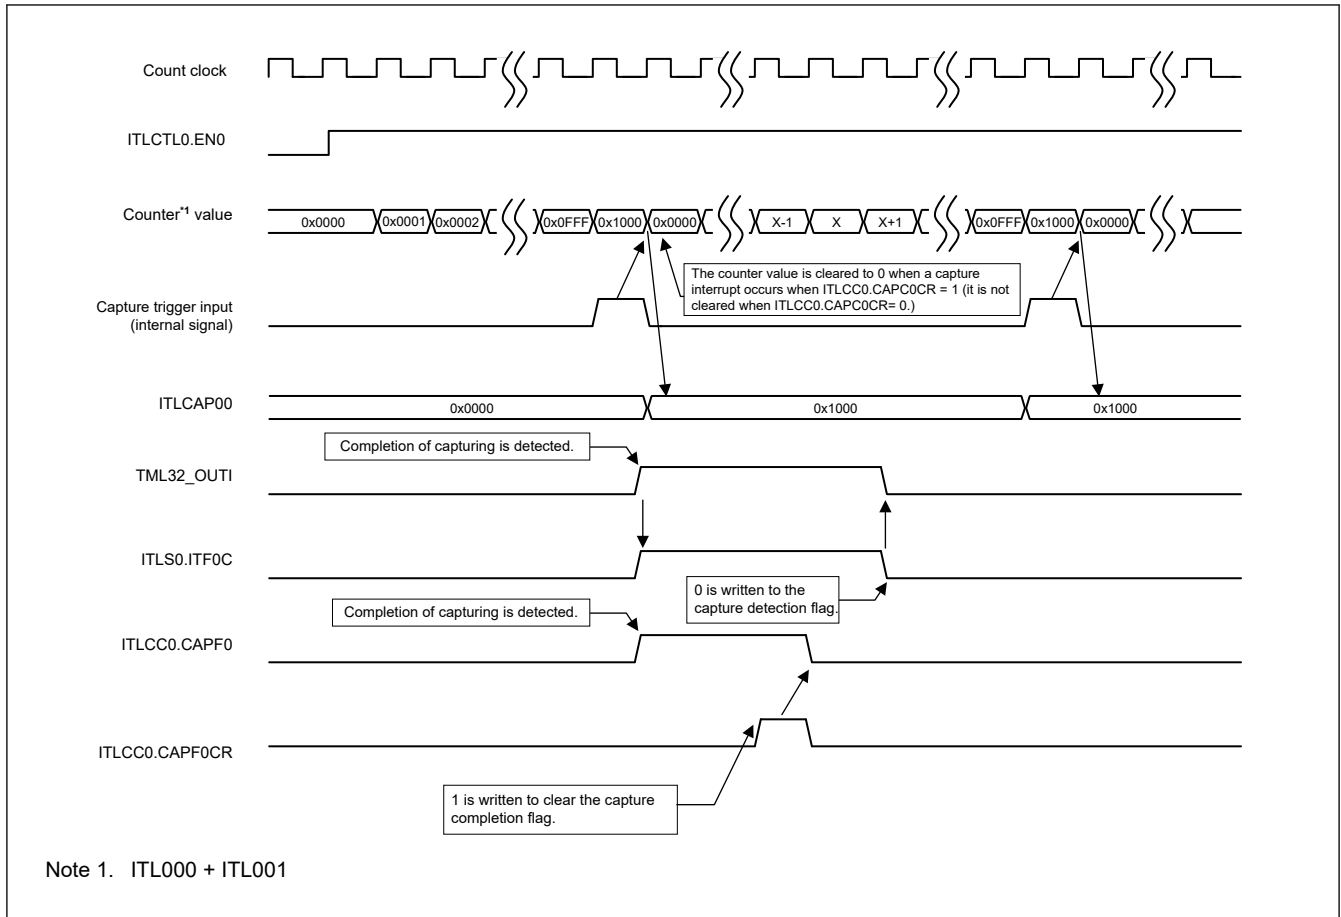 Count clock
ITLCTL0.EN0
Counter*1 value
0x0000 0x0001 0x0002 0x0FFF 0x1000 0x0000 X-1 X X+1 0x0FFF 0x1000 0x0000
The counter value is cleared to 0 when a capture
interrupt occurs when ITLCC0.CAPC0CR = 1 (it is not
cleared when ITLCC0.CAPC0CR= 0.)
Capture trigger input
(internal signal)
ITLCAP00
0x0000 0x1000 0x1000
Completion of capturing is detected.
TML32_OUTI
ITLS0.ITF0C
0 is written to the
capture detection flag.
Completion of capturing is detected.
ITLCC0.CAPF0
ITLCC0.CAPF0CR
1 is written to clear the capture
completion flag.
Note 1. ITL000 + ITL001